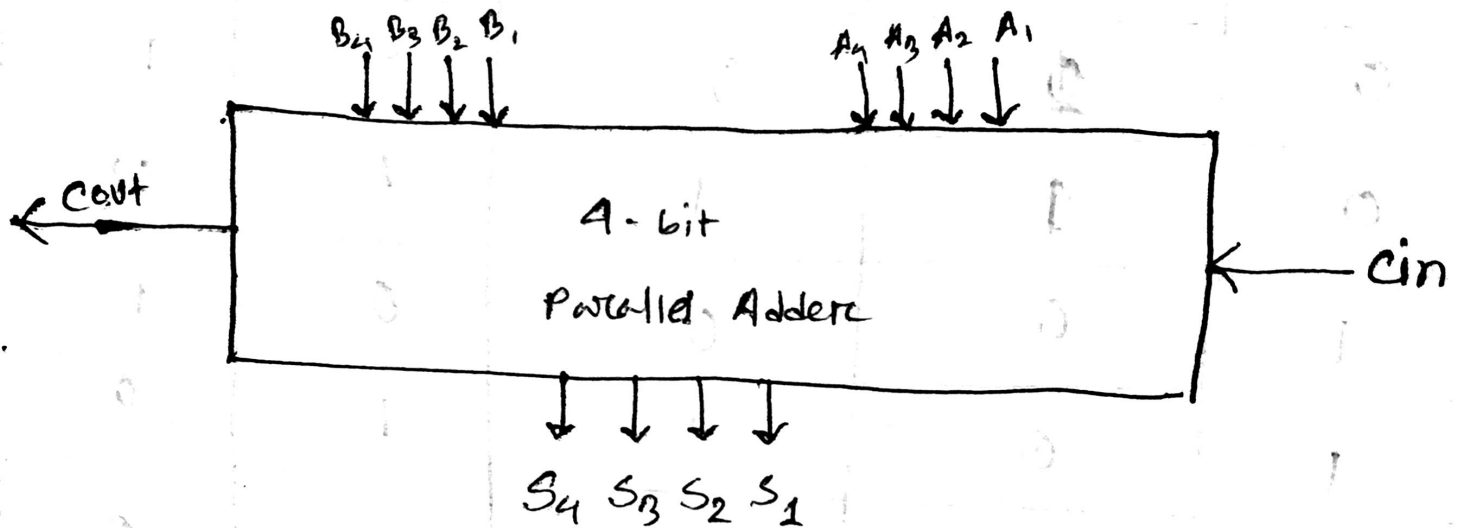 B4 B3 B2 B1 A4 A3 A2 A1
Cout
4-bit
Cin
Parallel Adder
S4 S3 S2 S1